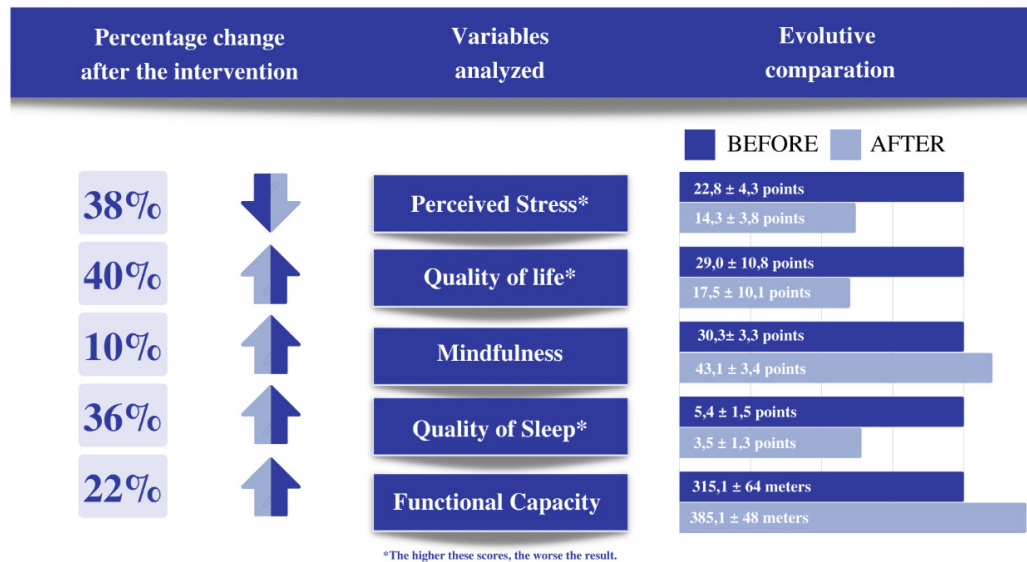 Percentage change
after the intervention
Variables
analyzed
Evolutive
comparation
BEFORE
AFTER
38%
Perceived Stress*
22,8 ± 4,3 points
14,3 ± 3,8 points
40%
Quality of life*
29,0 ± 10,8 points
17,5 ± 10,1 points
10%
Mindfulness
30,3± 3,3 points
43,1 ± 3,4 points
36%
Quality of Sleep*
5,4 ± 1,5 points
3,5 ± 1,3 points
22%
Functional Capacity
315,1 ± 64 meters
385,1 ± 48 meters
*The higher these scores, the worse the result.